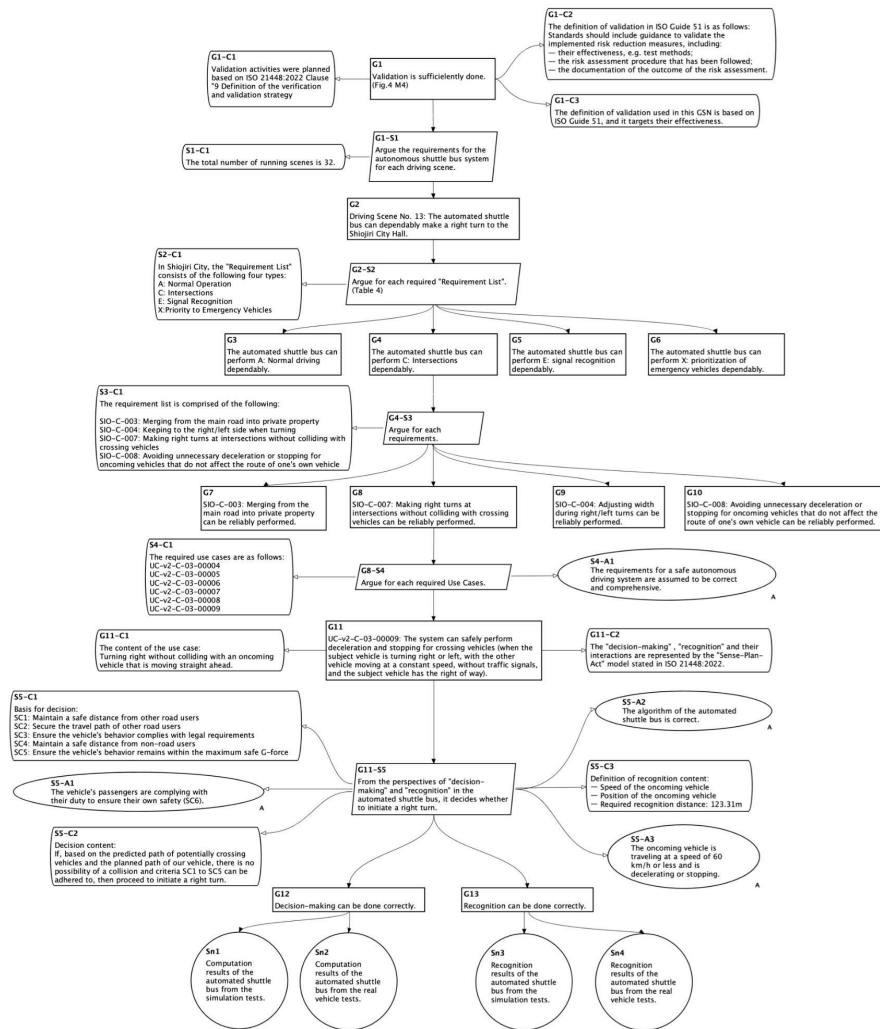 G1-C2
The definition of validation in ISO Guide 51 is as follows:
Standards should include guidance to validate the
implemented risk reduction measures, including:
— their effectiveness, e.g. test methods;
— the risk assessment procedure that has been followed;
— the documentation of the outcome of the risk assessment.
G1-C1
Validation activities were planned
based on ISO 21448:2022 Clause
"9 Definition of the verification
and validation strategy
G1
Validation is sufficielently done.
(Fig.4 M4)
G1-C3
The definition of validation used in this GSN is based on
ISO Guide 51, and it targets their effectiveness.
G1-S1
Argue the requirements for the
autonomous shuttle bus system
for each driving scene.
S1-C1
The total number of running scenes is 32.
G2
Driving Scene No. 13: The automated shuttle
bus can dependably make a right turn to the
Shiojiri City Hall.
S2-C1
In Shiojiri City, the "Requirement List"
consists of the following four types:
A: Normal Operation
C: Intersections
E: Signal Recognition
X:Priority to Emergency Vehicles
G2-S2
Argue for each required "Requirement List".
(Table 4)
G3
The automated shuttle bus can
perform A: Normal driving
dependably.
G4
The automated shuttle bus can
perform C: Intersections
dependably.
G5
The automated shuttle bus can
perform E: signal recognition
dependably.
G6
The automated shuttle bus can
perform X: prioritization of
emergency vehicles dependably.
S3-C1
The requirement list is comprised of the following:
SIO-C-003: Merging from the main road into private property
SIO-C-004: Keeping to the right/left side when turning
SIO-C-007: Making right turns at intersections without colliding with
crossing vehicles
SIO-C-008: Avoiding unnecessary deceleration or stopping for
oncoming vehicles that do not affect the route of one's own vehicle
G4-S3
Argue for each
requirements.
G7
SIO-C-003: Merging from the
main road into private property
can be reliably performed.
G8
SIO-C-007: Making right turns at
intersections without colliding with crossing
vehicles can be reliably performed.
G9
SIO-C-004: Adjusting width
during right/left turns can be
reliably performed.
G10
SIO-C-008: Avoiding unnecessary deceleration or
stopping for oncoming vehicles that do not affect the
route of one's own vehicle can be reliably performed.
S4-C1
The required use cases are as follows:
UC-v2-C-03-00004
UC-v2-C-03-00005
UC-v2-C-03-00006
UC-v2-C-03-00007
UC-v2-C-03-00008
UC-v2-C-03-00009
G8-S4
Argue for each required Use Cases.
S4-A1
The requirements for a safe autonomous
driving system are assumed to be correct
and comprehensive.
A
G11-C1
The content of the use case:
Turning right without colliding with an oncoming
vehicle that is moving straight ahead.
G11
UC-v2-C-03-00009: The system can safely perform
deceleration and stopping for crossing vehicles (when the
subject vehicle is turning right or left, with the other
vehicle moving at a constant speed, without traffic signals,
and the subject vehicle has the right of way).
G11-C2
The "decision-making" , "recognition" and their
interactions are represented by the "Sense-Plan-
Act" model stated in ISO 21448:2022.
S5-C1
Basis for decision:
SC1: Maintain a safe distance from other road users
SC2: Secure the travel path of other road users
SC3: Ensure the vehicle's behavior complies with legal requirements
SC4: Maintain a safe distance from non-road users
SC5: Ensure the vehicle's behavior remains within the maximum safe G-force
S5-A2
The algorithm of the automated
shuttle bus is correct.
A
G11-S5
From the perspectives of "decision-
making" and "recognition" in the
automated shuttle bus, it decides whether
to initiate a right turn.
S5-A1
The vehicle's passengers are complying with
their duty to ensure their own safety (SC6).
A
S5-C3
Definition of recognition content:
— Speed of the oncoming vehicle
— Position of the oncoming vehicle
— Required recognition distance: 123.31m
S5-C2
Decision content:
If, based on the predicted path of potentially crossing
vehicles and the planned path of our vehicle, there is no
possibility of a collision and criteria SC1 to SC5 can be
adhered to, then proceed to initiate a right turn.
S5-A3
The oncoming vehicle is
traveling at a speed of 60
km/h or less and is
decelerating or stopping.
A
G12
Decision-making can be done correctly.
G13
Recognition can be done correctly.
Sn1
Computation
results of the
automated shuttle
bus from the
simulation tests.
Sn2
Computation
results of the
automated shuttle
bus from the real
vehicle tests.
Sn3
Recognition
results of the
automated shuttle
bus from the
simulation tests.
Sn4
Recognition
results of the
automated shuttle
bus from the real
vehicle tests.